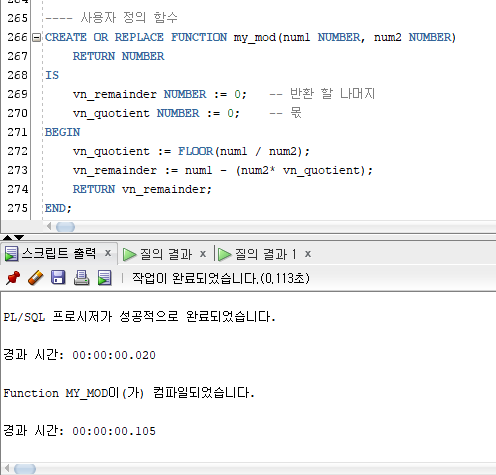 264
265 ---- 사용자 정의 함수
266 CREATE OR REPLACE FUNCTION my_mod(num1 NUMBER, num2 NUMBER)
267 RETURN NUMBER
268 IS
269 vn_remainder NUMBER := 0; -- 반환 할 나머지
270 vn_quotient NUMBER := 0; -- 몫
271 BEGIN
272 vn_quotient := FLOOR(num1 / num2);
273 vn_remainder := num1 - (num2* vn_quotient);
274 RETURN vn_remainder;
275 END;
스크립트 출력 x 질의 결과 x 질의 결과 1 x
작업이 완료되었습니다.(0.113초)
PL/SQL 프로시저가 성공적으로 완료되었습니다.
경과 시간: 00:00:00.020
Function MY_MOD이(가) 컴파일되었습니다.
경과 시간: 00:00:00.105